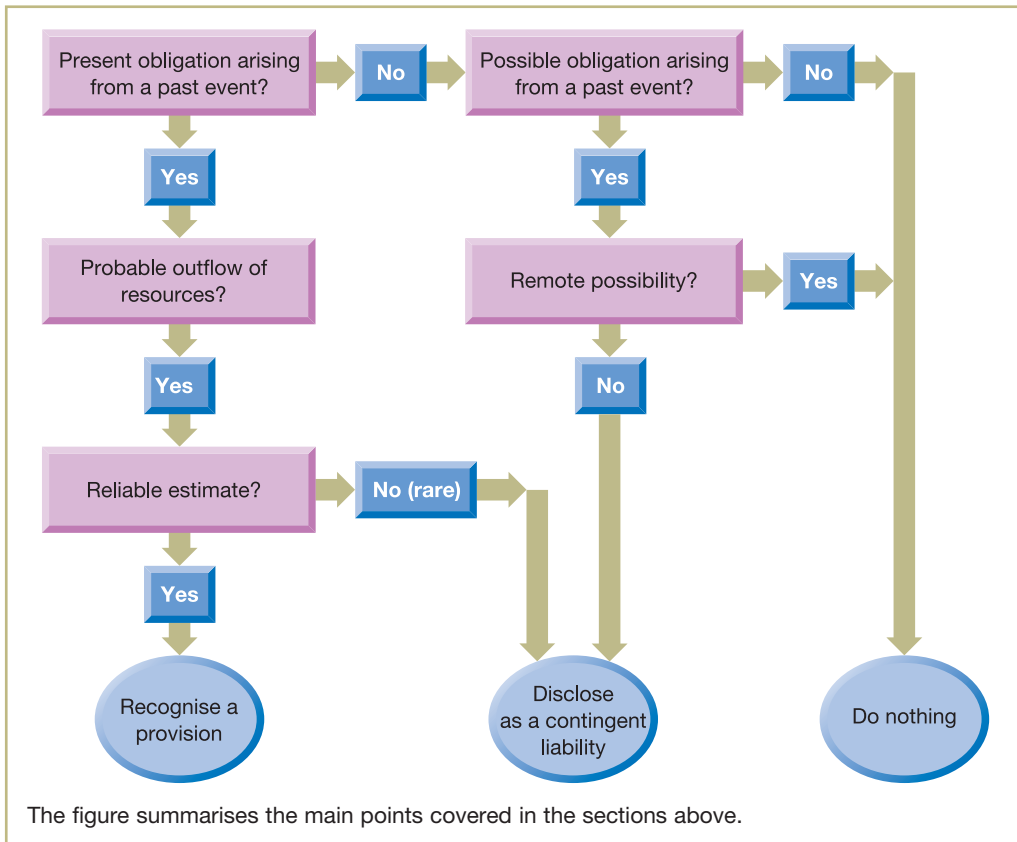 Present obligation arising
from a past event?
No
Possible obligation arising
from a past event?
No
Yes
Yes
Probable outflow of
resources?
Remote possibility?
Yes
Yes
No
Reliable estimate?
No (rare)
Yes
Recognise a
provision
Disclose
as a contingent
liability
Do nothing
The figure summarises the main points covered in the sections above.